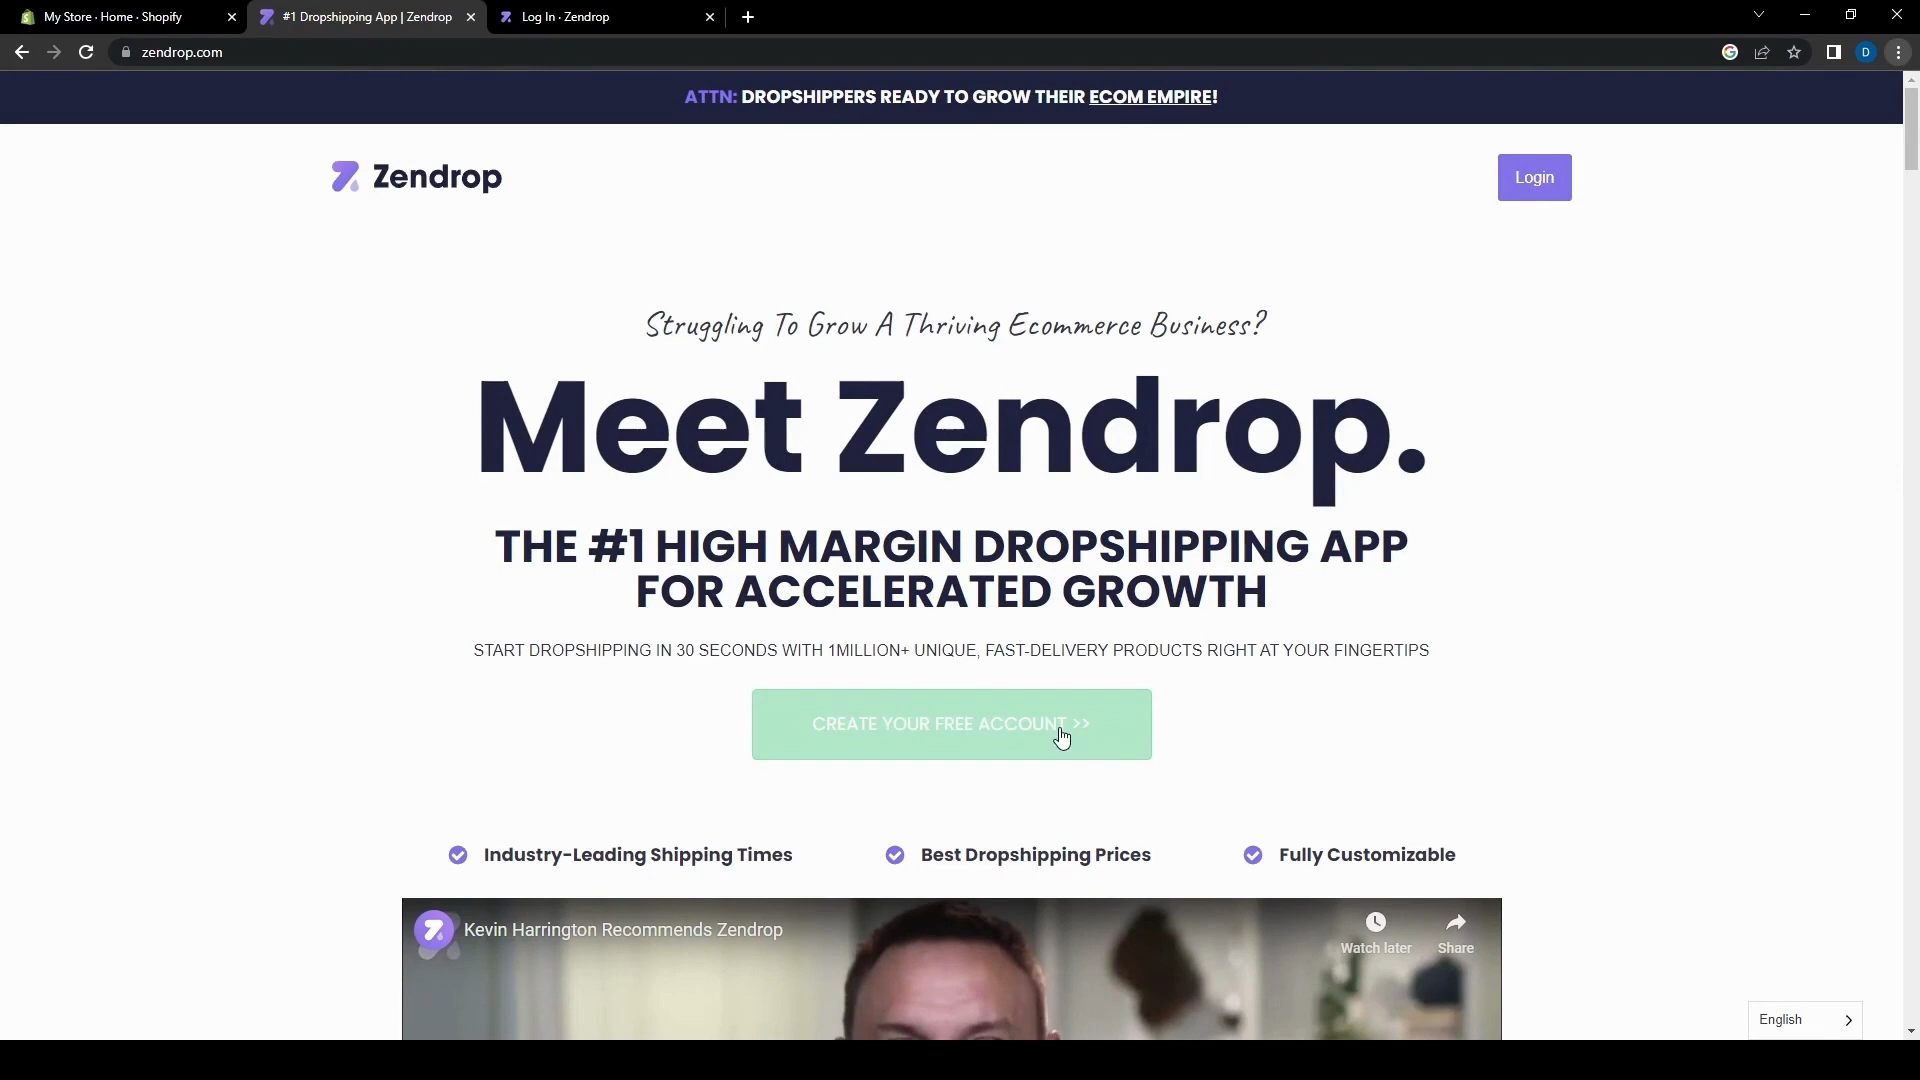 My Store · Home · Shopify
#1 Dropshipping App | Zendrop
Log In · Zendrop
zendrop.com
D
ATTN: DROPSHIPPERS READY TO GROW THEIR ECOM EMPIRE!
Zendrop
Login
Struggling To Grow A Thriving Ecommerce Business?
Meet Zendrop.
THE #1 HIGH MARGIN DROPSHIPPING APP
FOR ACCELERATED GROWTH
START DROPSHIPPING IN 30 SECONDS WITH 1MILLION+ UNIQUE, FAST-DELIVERY PRODUCTS RIGHT AT YOUR FINGERTIPS
CREATE YOUR FREE ACCOUNT >>
Industry-Leading Shipping Times
Best Dropshipping Prices
Fully Customizable
Kevin Harrington Recommends Zendrop
Watch later
Share
English